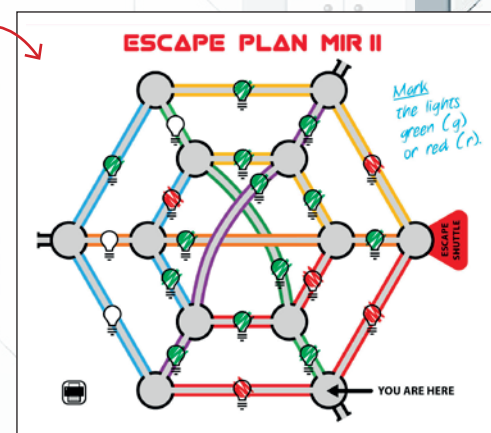 ESCAPE PLAN MIR II
Mark
the lights
green (g)
or red (r).
ESCAPE
SHUTTLE
YOU ARE HERE